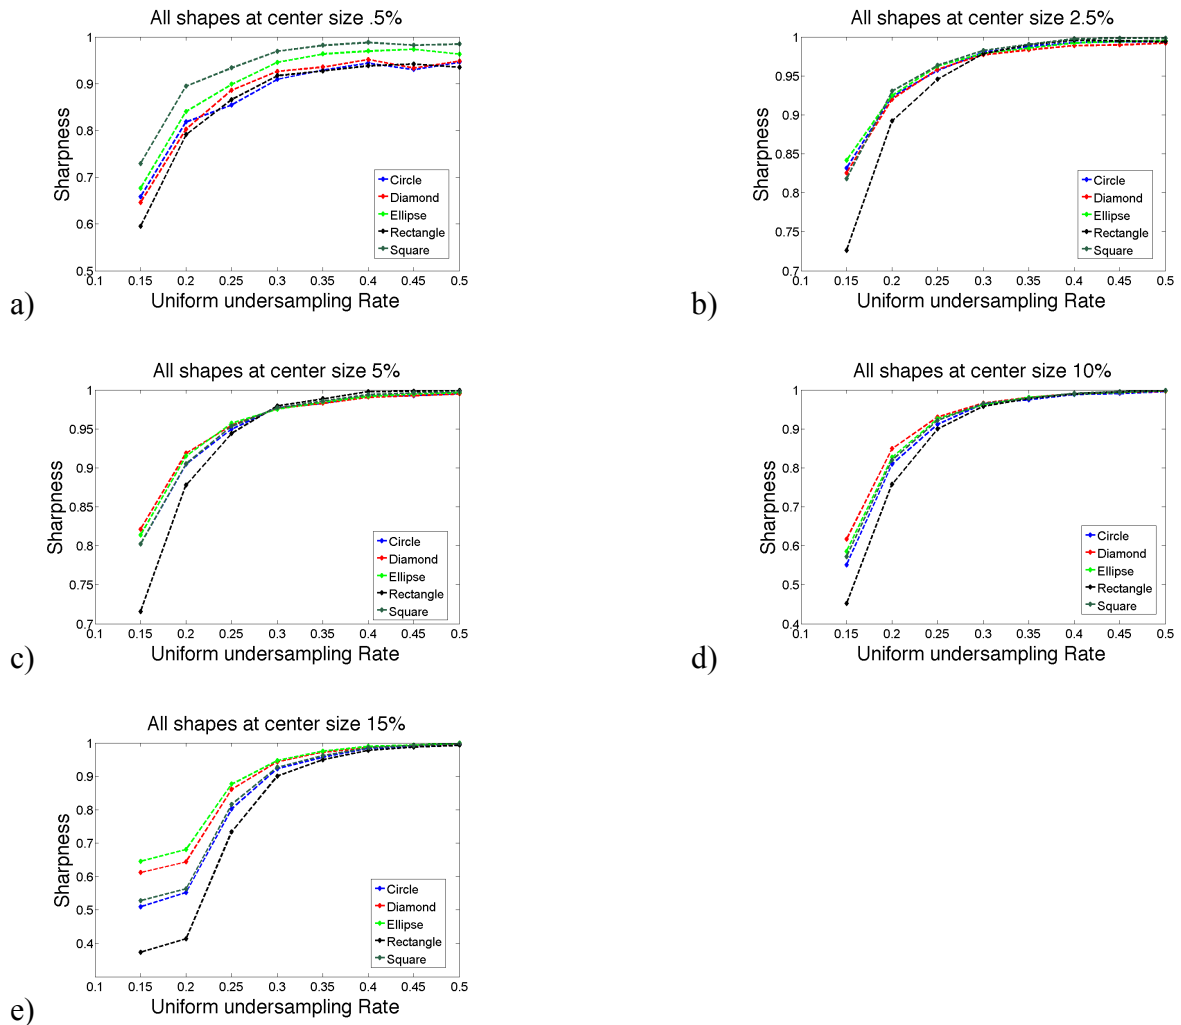 All shapes at center size .5%
1
0.9
0.8
0.7
0.6
0.5
Sharpness
Circle
Diamond
Ellipse
Rectangle
Square
0.1 0.15 0.2 0.25 0.3 0.35 0.4 0.45 0.5
Uniform undersampling Rate
a)
All shapes at center size 2.5%
1
0.95
0.9
0.85
0.8
0.75
0.7
Sharpness
Circle
Diamond
Ellipse
Rectangle
Square
0.1 0.15 0.2 0.25 0.3 0.35 0.4 0.45 0.5
Uniform undersampling Rate
b)
All shapes at center size 5%
1
0.95
0.9
0.85
0.8
0.75
0.7
Sharpness
Circle
Diamond
Ellipse
Rectangle
Square
0.1 0.15 0.2 0.25 0.3 0.35 0.4 0.45 0.5
Uniform undersampling Rate
c)
All shapes at center size 10%
1
0.9
0.8
0.7
0.6
0.5
0.4
Sharpness
Circle
Diamond
Ellipse
Rectangle
Square
0.1 0.15 0.2 0.25 0.3 0.35 0.4 0.45 0.5
Uniform undersampling Rate
d)
All shapes at center size 15%
1
0.9
0.8
0.7
0.6
0.5
0.4
Sharpness
Circle
Diamond
Ellipse
Rectangle
Square
0.1 0.15 0.2 0.25 0.3 0.35 0.4 0.45 0.5
Uniform undersampling Rate
e)